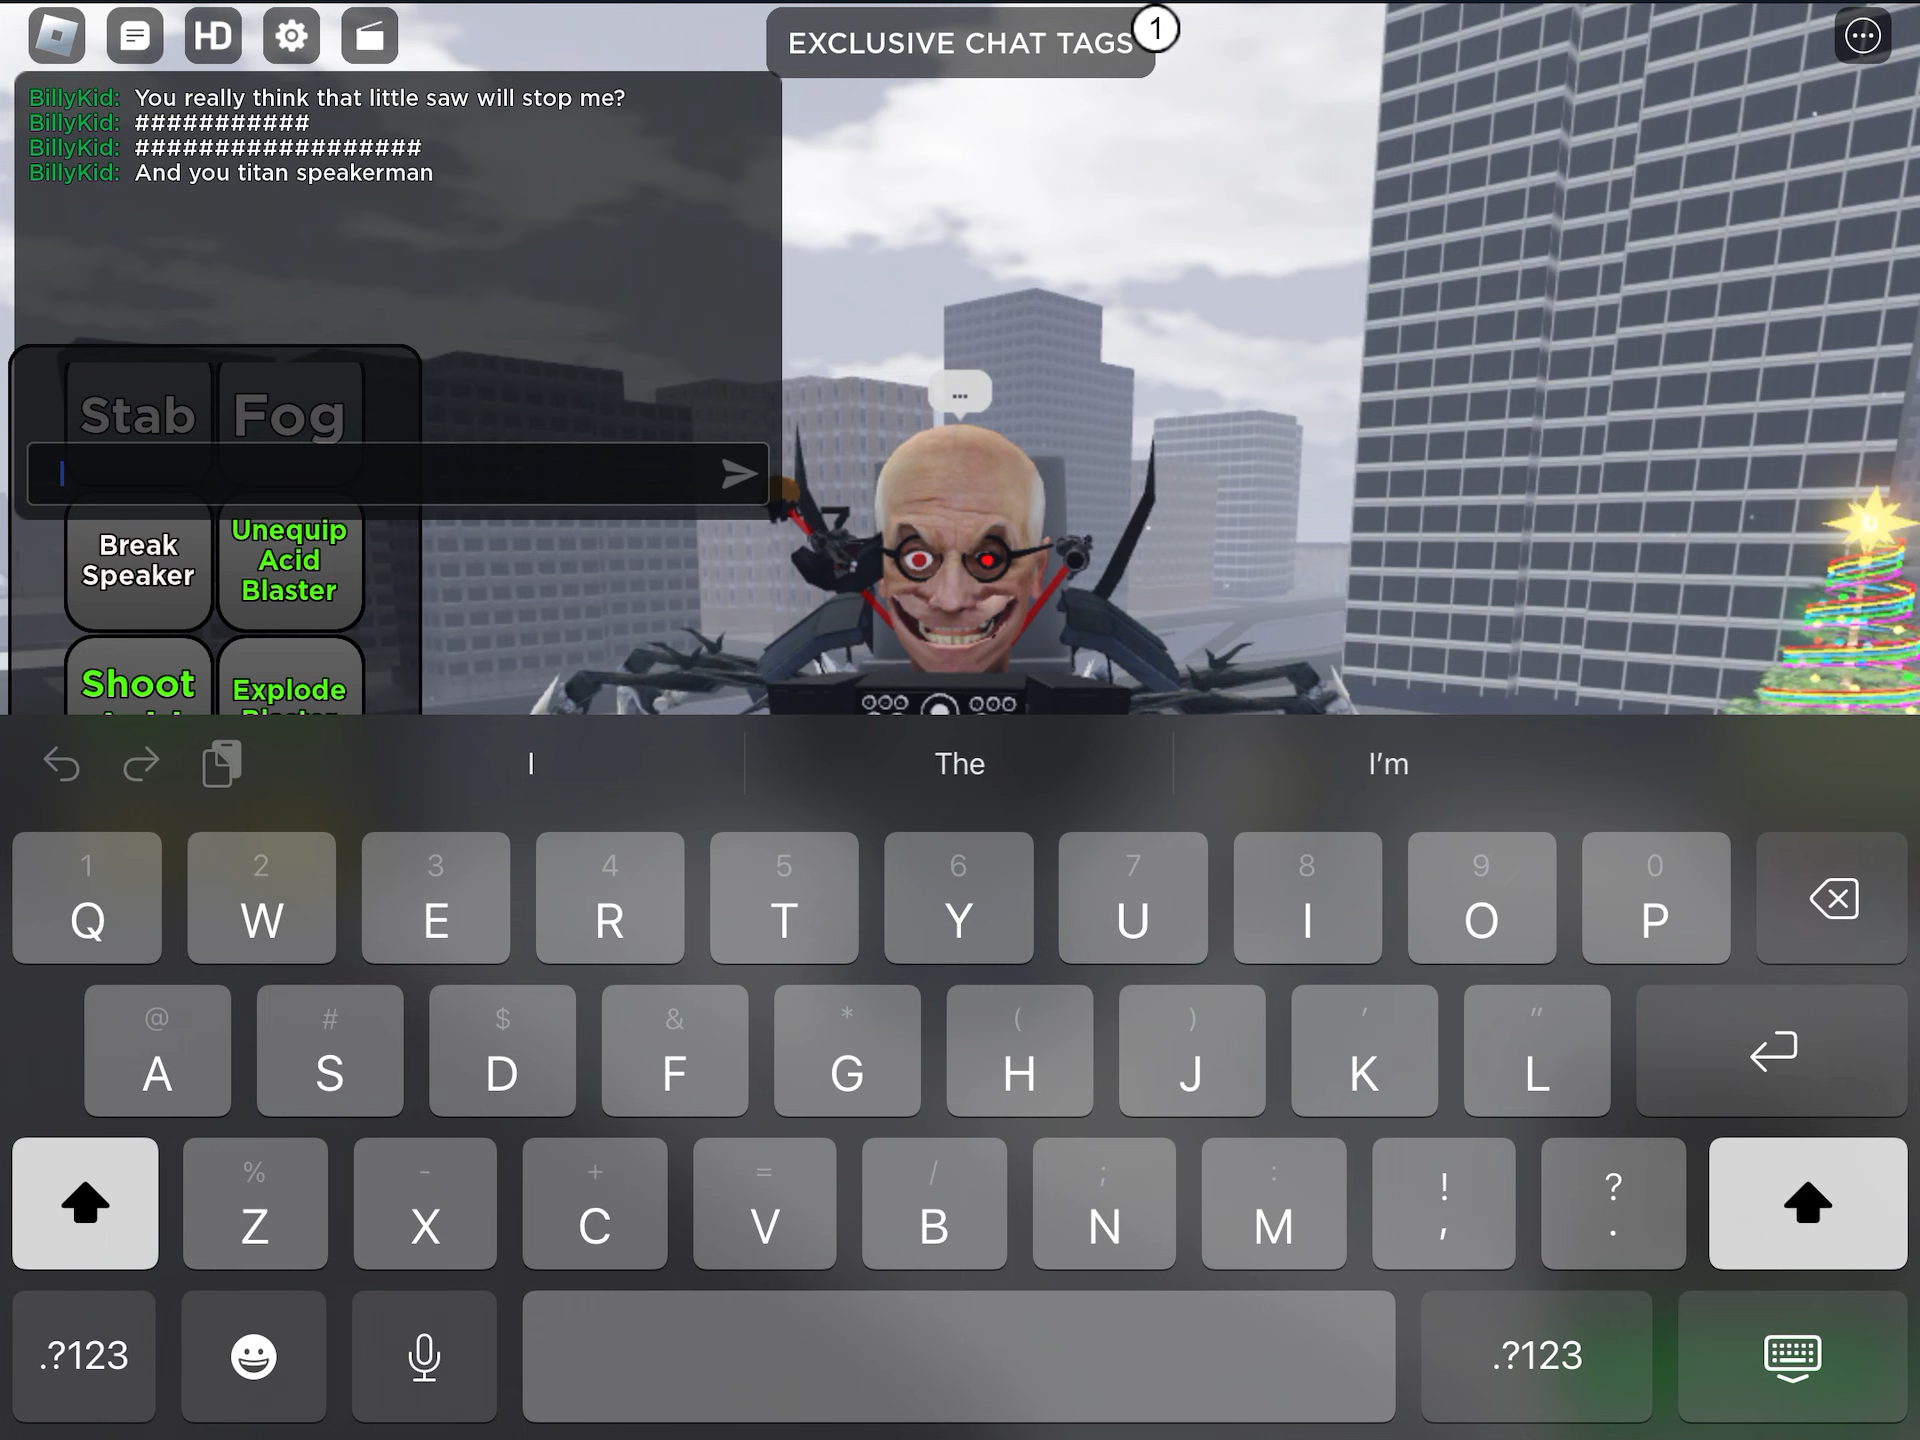 HD
EXCLUSIVE CHAT TAGS 1
BillyKid: You really think that little saw will stop me?
BillyKid: ###########
BillyKid: ##################
BillyKid: And you titan speakerman
Stab
Fog
...
Break
Speaker
Unequip
Acid
Blaster
Shoot
Explode
I
The
I'm
1 2 3 4 5 6 7 8 9 0
Q W E R T Y U I O P
@ # $ & * ( ) ' "
A S D F G H J K L
% - + = / ; : ! ?
Z X C V B N M , .
.?123
.?123